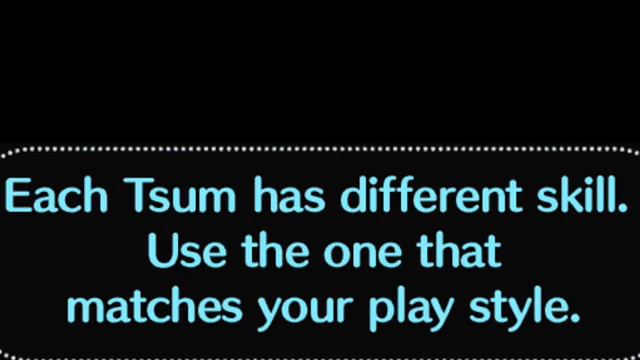 Each Tsum has different skill.
Use the one that
matches your play style.